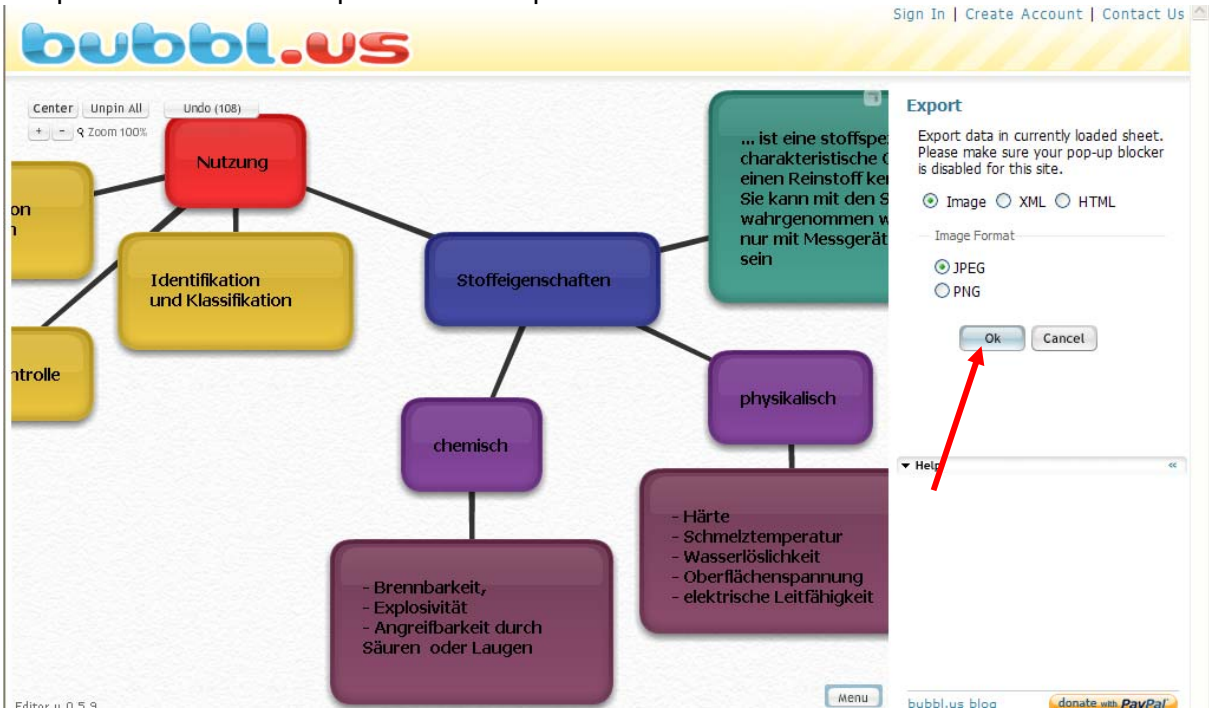 Sign In | Create Account | Contact Us
bubbl.us
Center Unpin All Undo (108)
+ - Zoom 100%
Nutzung
on
Identifikation
und Klassifikation
ntrolle
Stoffeigenschaften
... ist eine stoffspe
charakteristische
einen Reinstoff
Sie kann mit den S
wahrgenommen w
nur mit Messgerät
sein
chemisch
physikalisch
- Brennbarkeit,
- Explosivität
- Angreifbarkeit durch
Säuren oder Laugen
- Härte
- Schmelztemperatur
- Wasserlöslichkeit
- Oberflächenspannung
- elektrische Leitfähigkeit
Menu
Export
Export data in currently loaded sheet.
Please make sure your pop-up blocker
is disabled for this site.
Image XML HTML
Image Format
JPEG
PNG
Ok Cancel
Help «
bubbl.us blog donate with PayPal